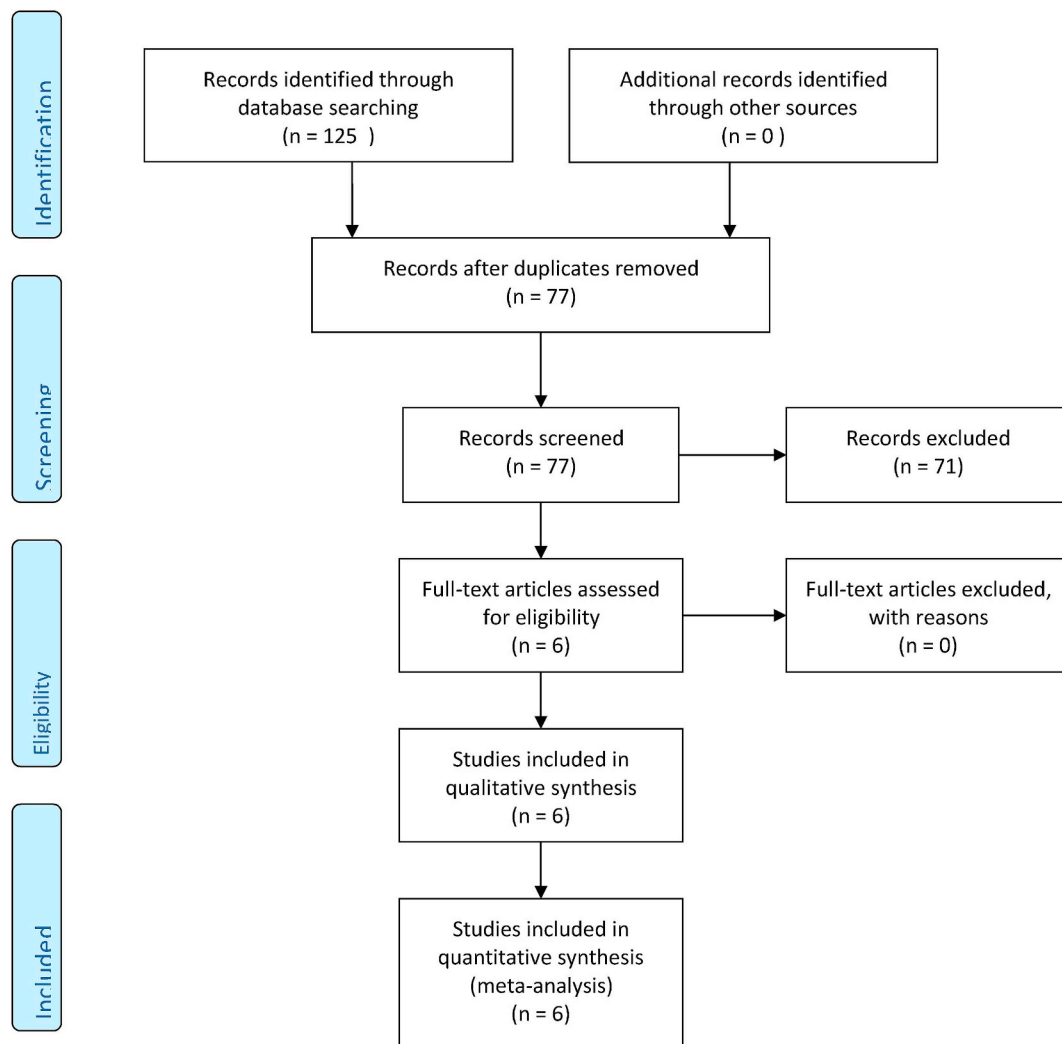 Identification
Records identified through
database searching
(n = 125 )
Additional records identified
through other sources
(n = 0 )
Records after duplicates removed
(n = 77)
Screening
Records screened
(n = 77)
Records excluded
(n = 71)
Eligibility
Full-text articles assessed
for eligibility
(n = 6)
Full-text articles excluded,
with reasons
(n = 0)
Studies included in
qualitative synthesis
(n = 6)
Included
Studies included in
quantitative synthesis
(meta-analysis)
(n = 6)